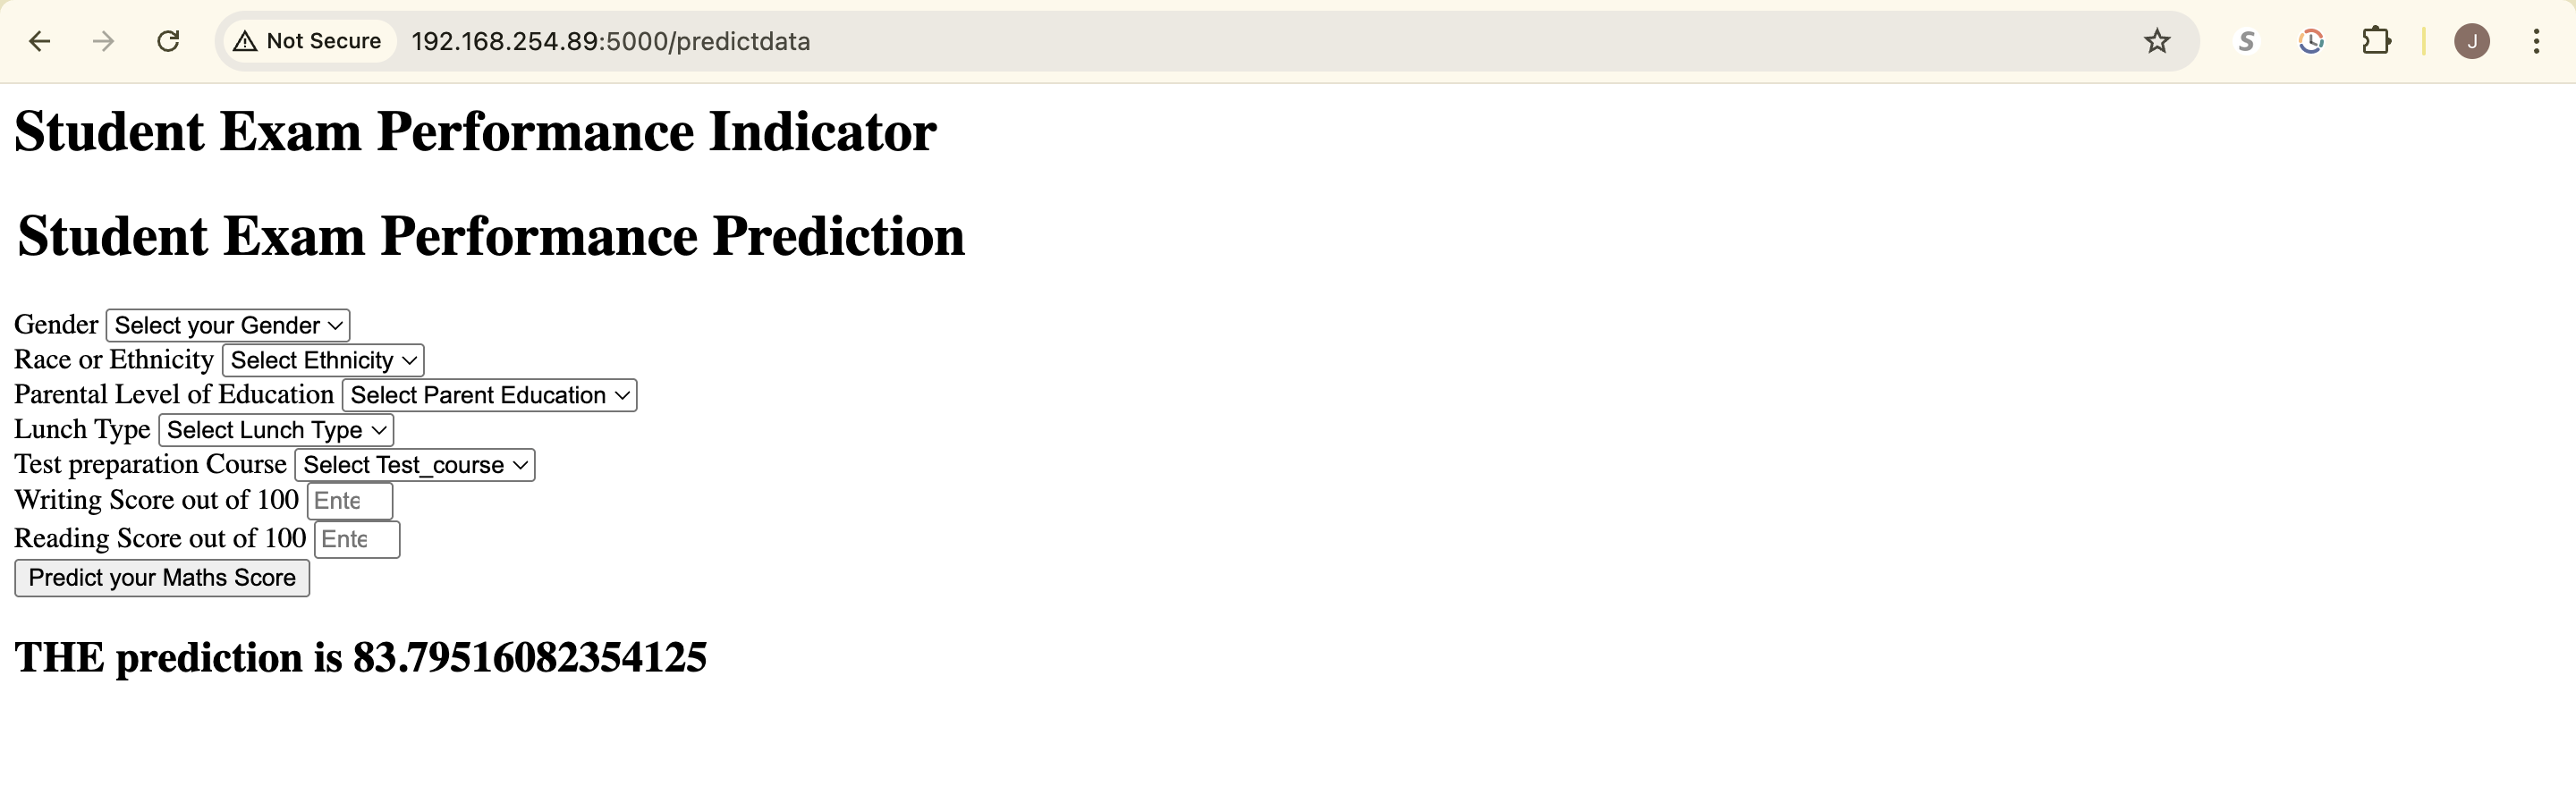 Not Secure 192.168.254.89:5000/predictdata J
Student Exam Performance Indicator
Student Exam Performance Prediction
Gender Select your Gender
Race or Ethnicity Select Ethnicity
Parental Level of Education Select Parent Education
Lunch Type Select Lunch Type
Test preparation Course Select Test_course
Writing Score out of 100 Ente
Reading Score out of 100 Ente
Predict your Maths Score
THE prediction is 83.79516082354125